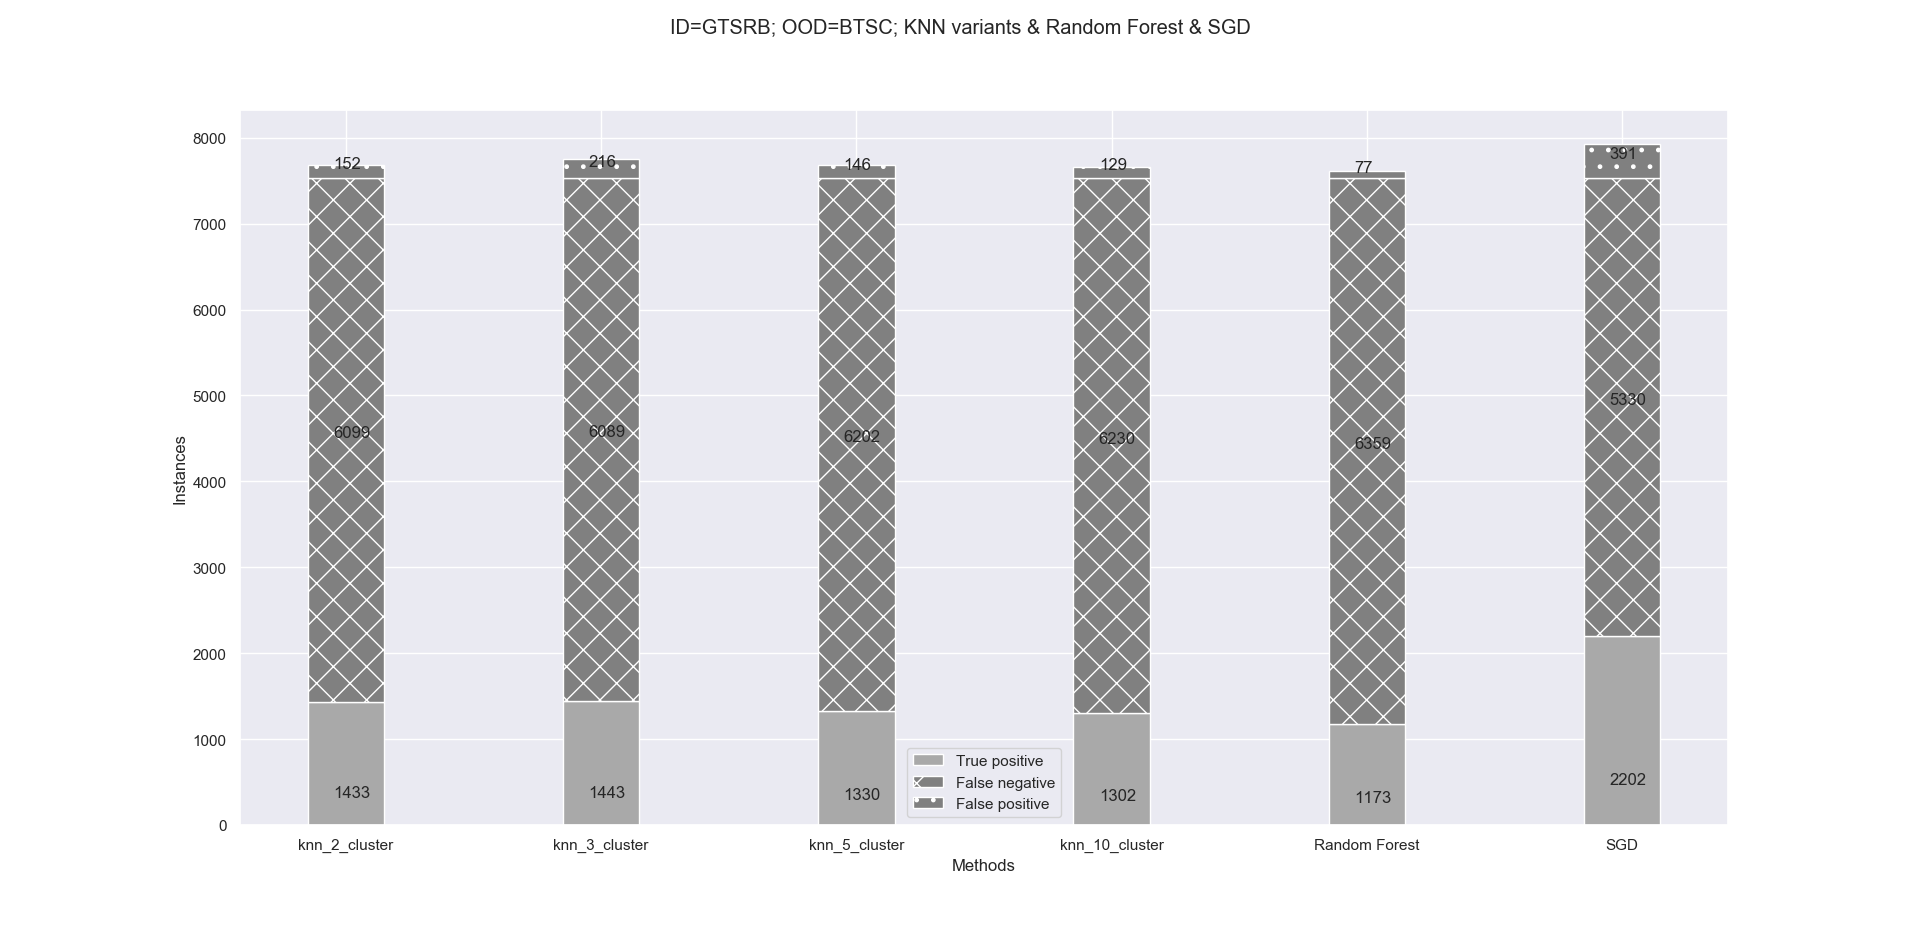 ID=GTSRB; OOD=BTSC; KNN variants & Random Forest & SGD
8000
7000
6000
5000
4000
3000
2000
1000
0
Instances
152
216
146
129
77
391
6099
6089
6202
6230
6359
5330
1433
1443
1330
1302
1173
2202
True positive
False negative
False positive
knn_2_cluster
knn_3_cluster
knn_5_cluster
knn_10_cluster
Random Forest
SGD
Methods